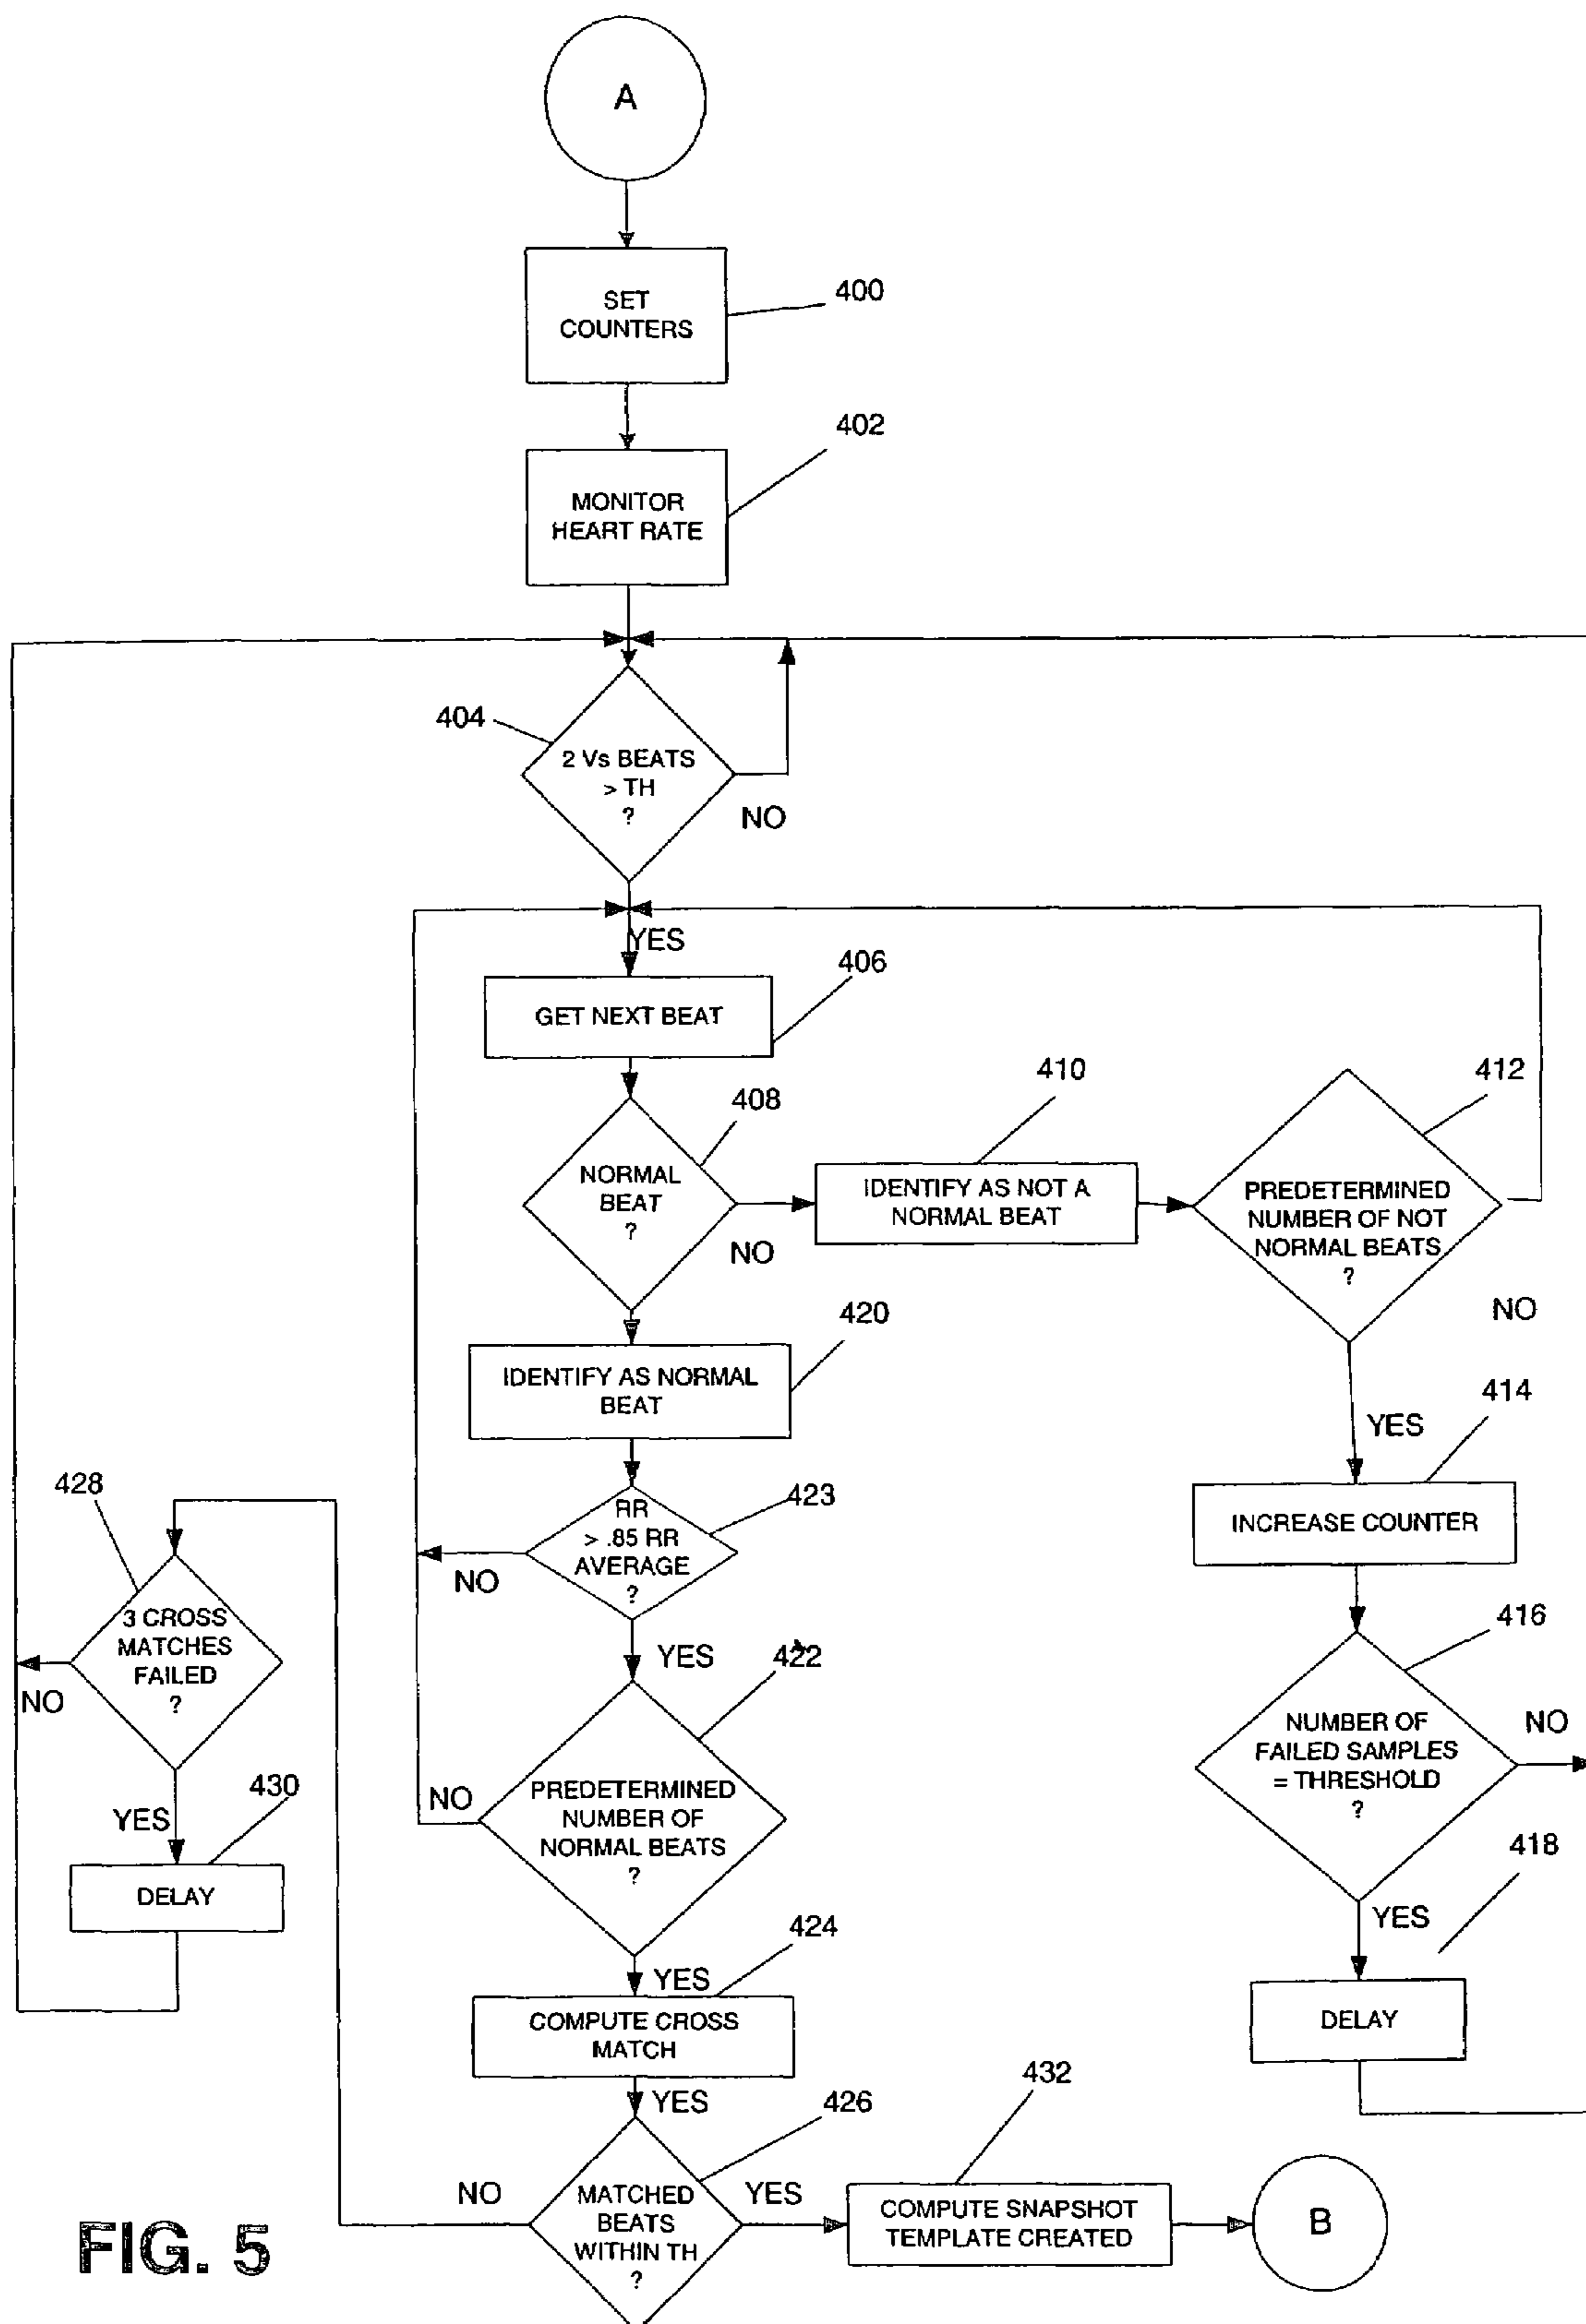 A
SET
COUNTERS
400
MONITOR
HEART RATE
402
404
2 Vs BEATS
> TH
?
NO
YES
GET NEXT BEAT
406
NORMAL
BEAT
?
408
NO
IDENTIFY AS NOT A
NORMAL BEAT
410
PREDETERMINED
NUMBER OF NOT
NORMAL BEATS
?
412
NO
YES
IDENTIFY AS NORMAL
BEAT
420
INCREASE COUNTER
414
RR
> .85 RR
AVERAGE
?
423
NO
YES
428
3 CROSS
MATCHES
FAILED
?
NO
YES
430
DELAY
PREDETERMINED
NUMBER OF
NORMAL BEATS
?
422
NO
YES
NUMBER OF
FAILED SAMPLES
= THRESHOLD
?
416
NO
YES
418
DELAY
COMPUTE CROSS
MATCH
424
YES
MATCHED
BEATS
WITHIN TH
?
426
NO
YES
COMPUTE SNAPSHOT
TEMPLATE CREATED
432
B
FIG. 5